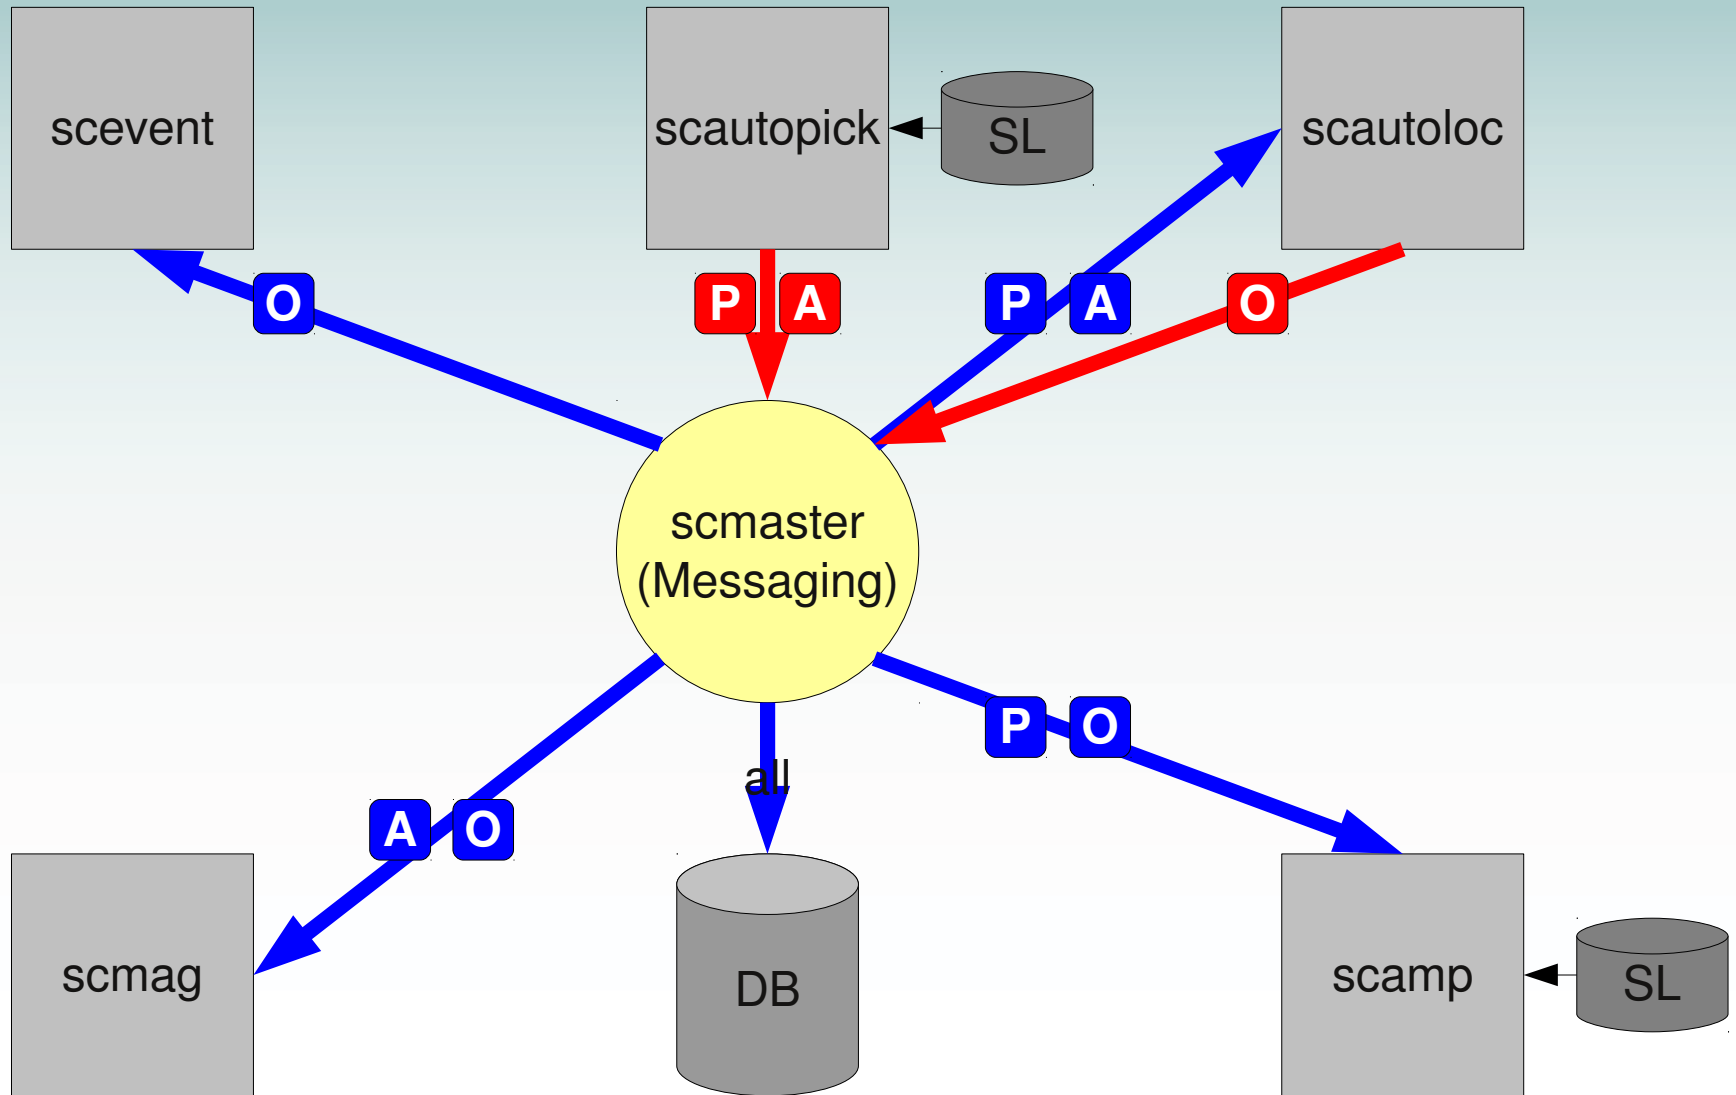 scevent
scautopick
SL
scautoloc
O
P
A
P
A
O
scmaster
(Messaging)
P
O
all
A
O
scmag
DB
scamp
SL